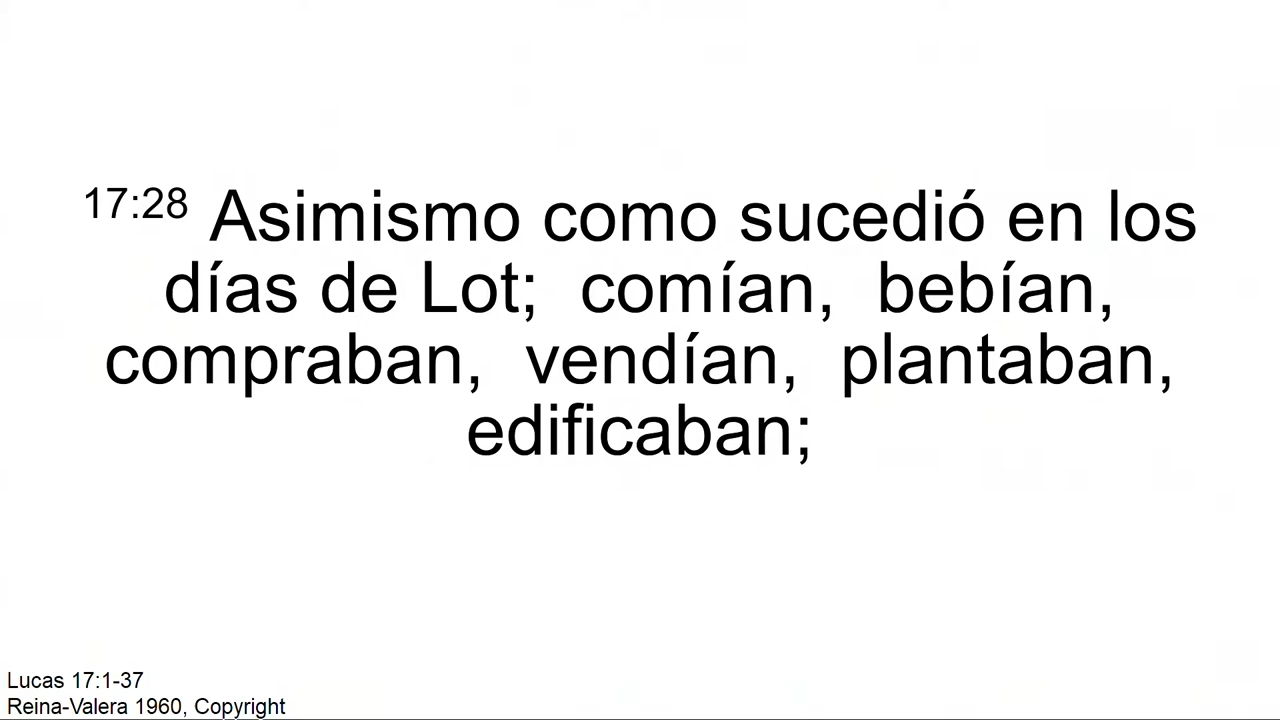 17:28 Asimismo como sucedió en los
días de Lot; comían, bebían,
compraban, vendían, plantaban,
edificaban;
Lucas 17:1-37
Reina-Valera 1960, Copyright